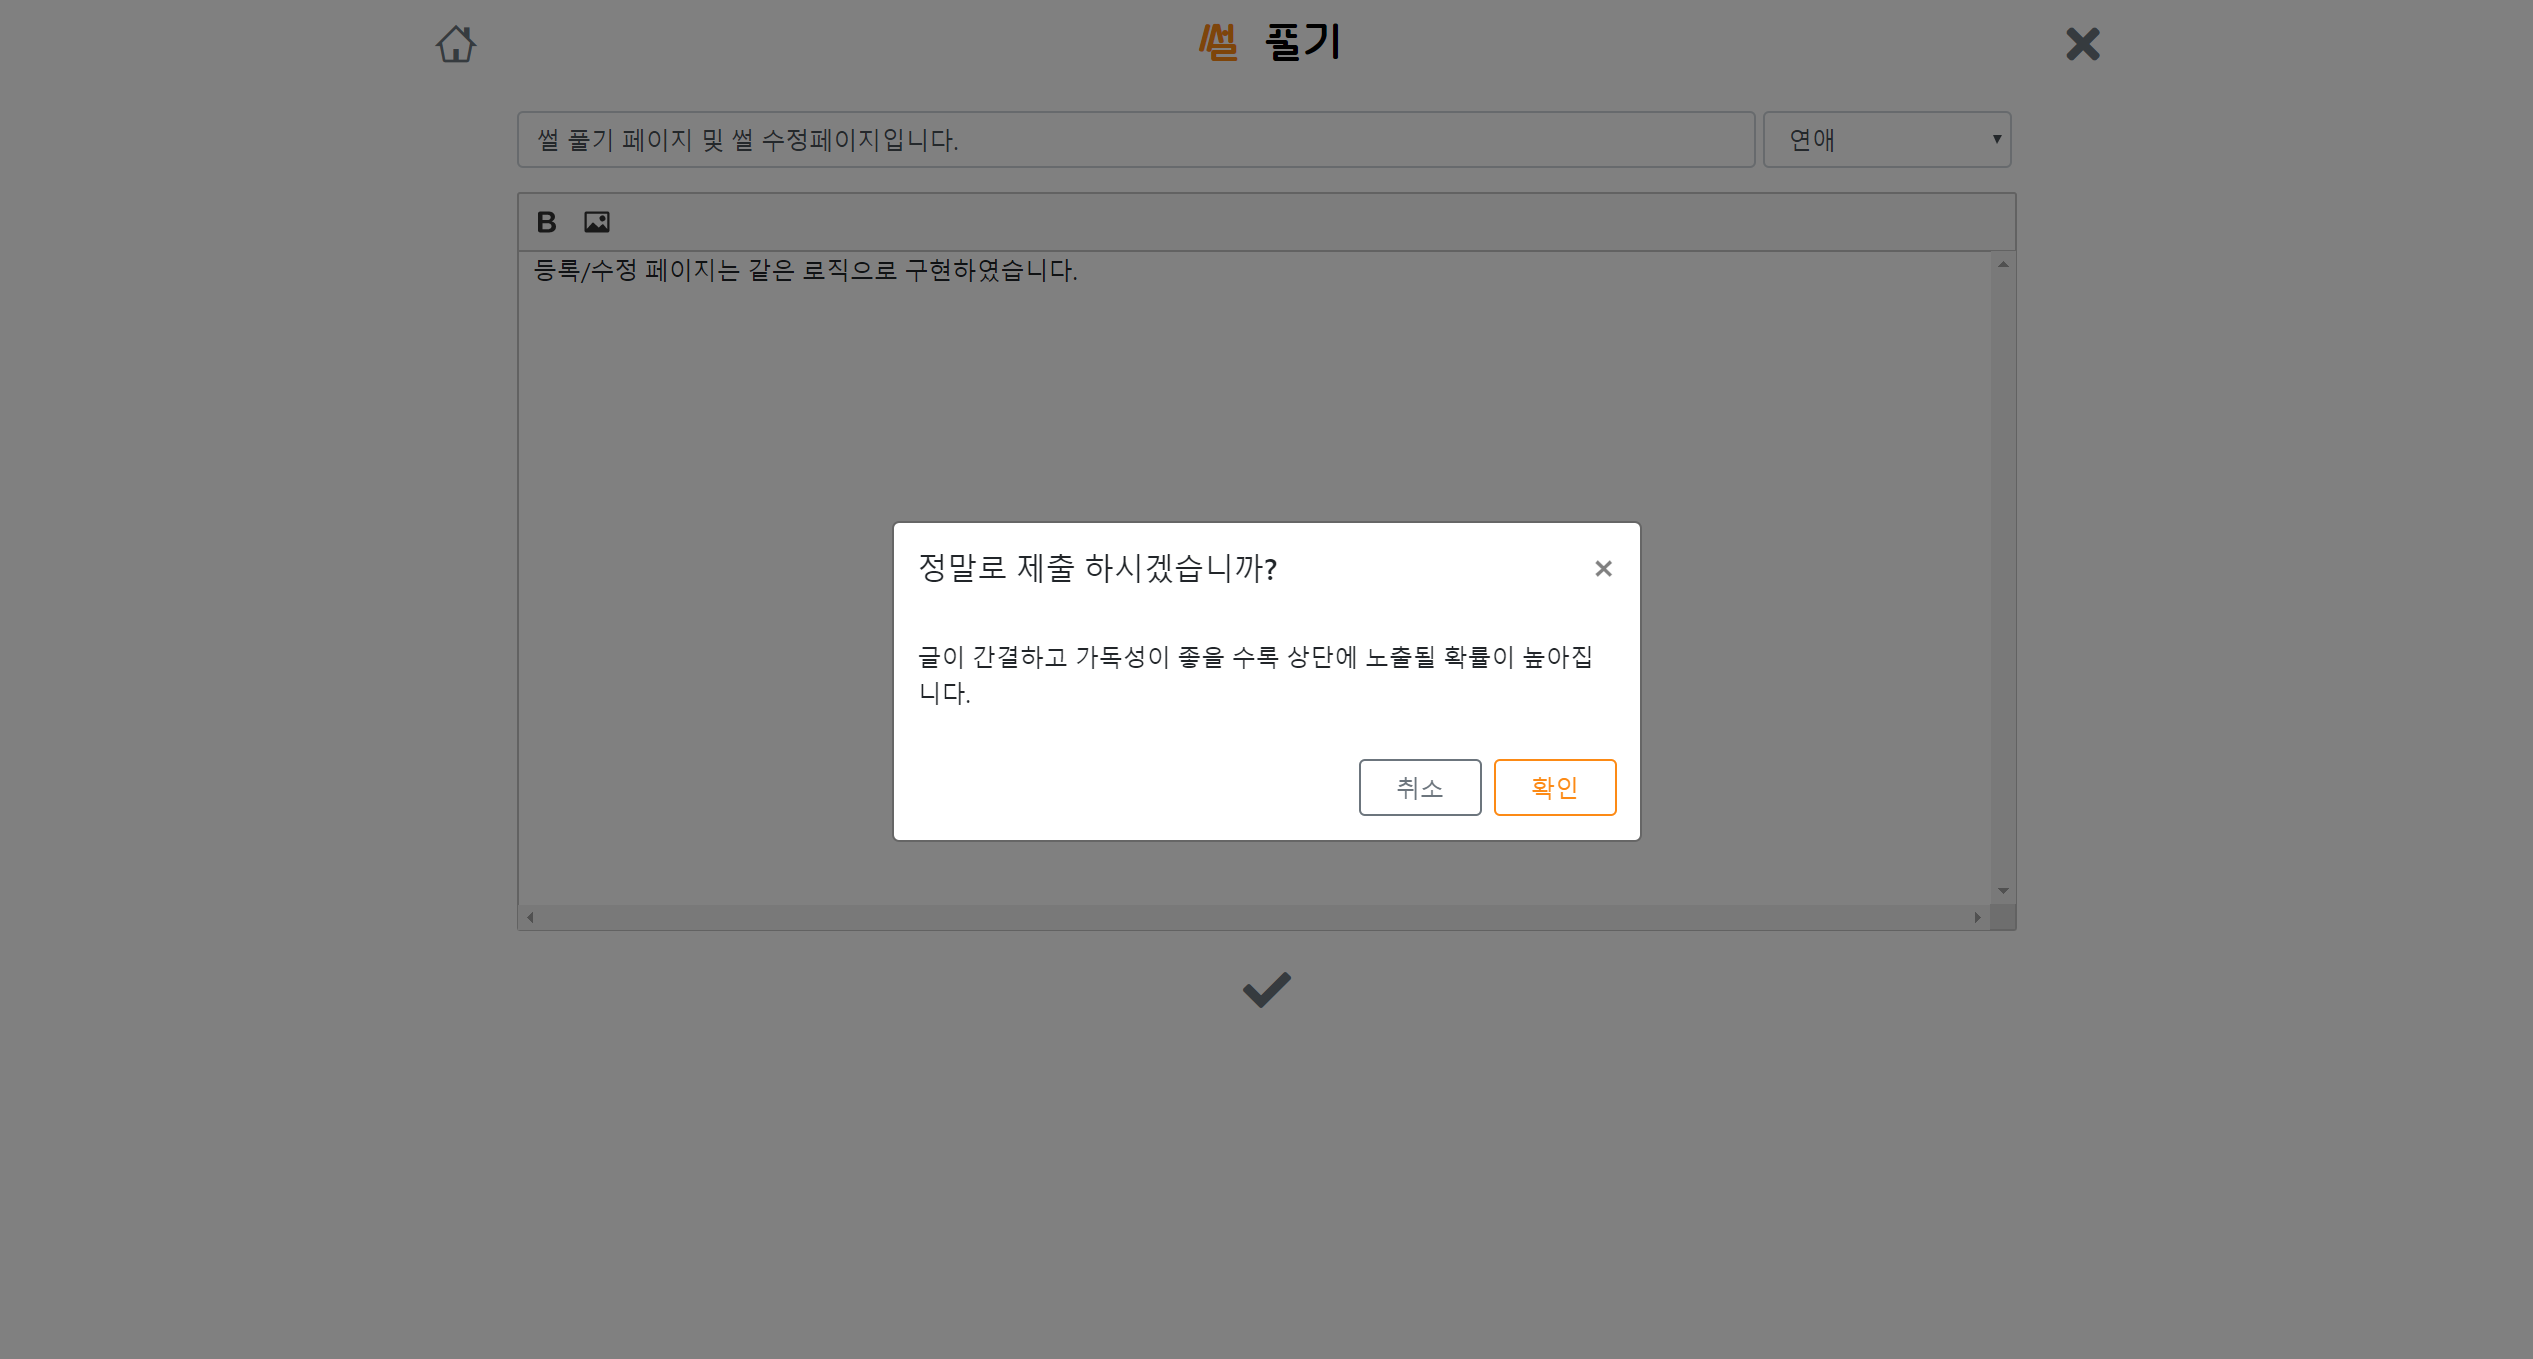 썰 풀기
썰 풀기 페이지 및 썰 수정페이지입니다.
연애
B
등록/수정 페이지는 같은 로직으로 구현하였습니다.
정말로 제출 하시겠습니까?
글이 간결하고 가독성이 좋을 수록 상단에 노출될 확률이 높아집
니다.
취소
확인